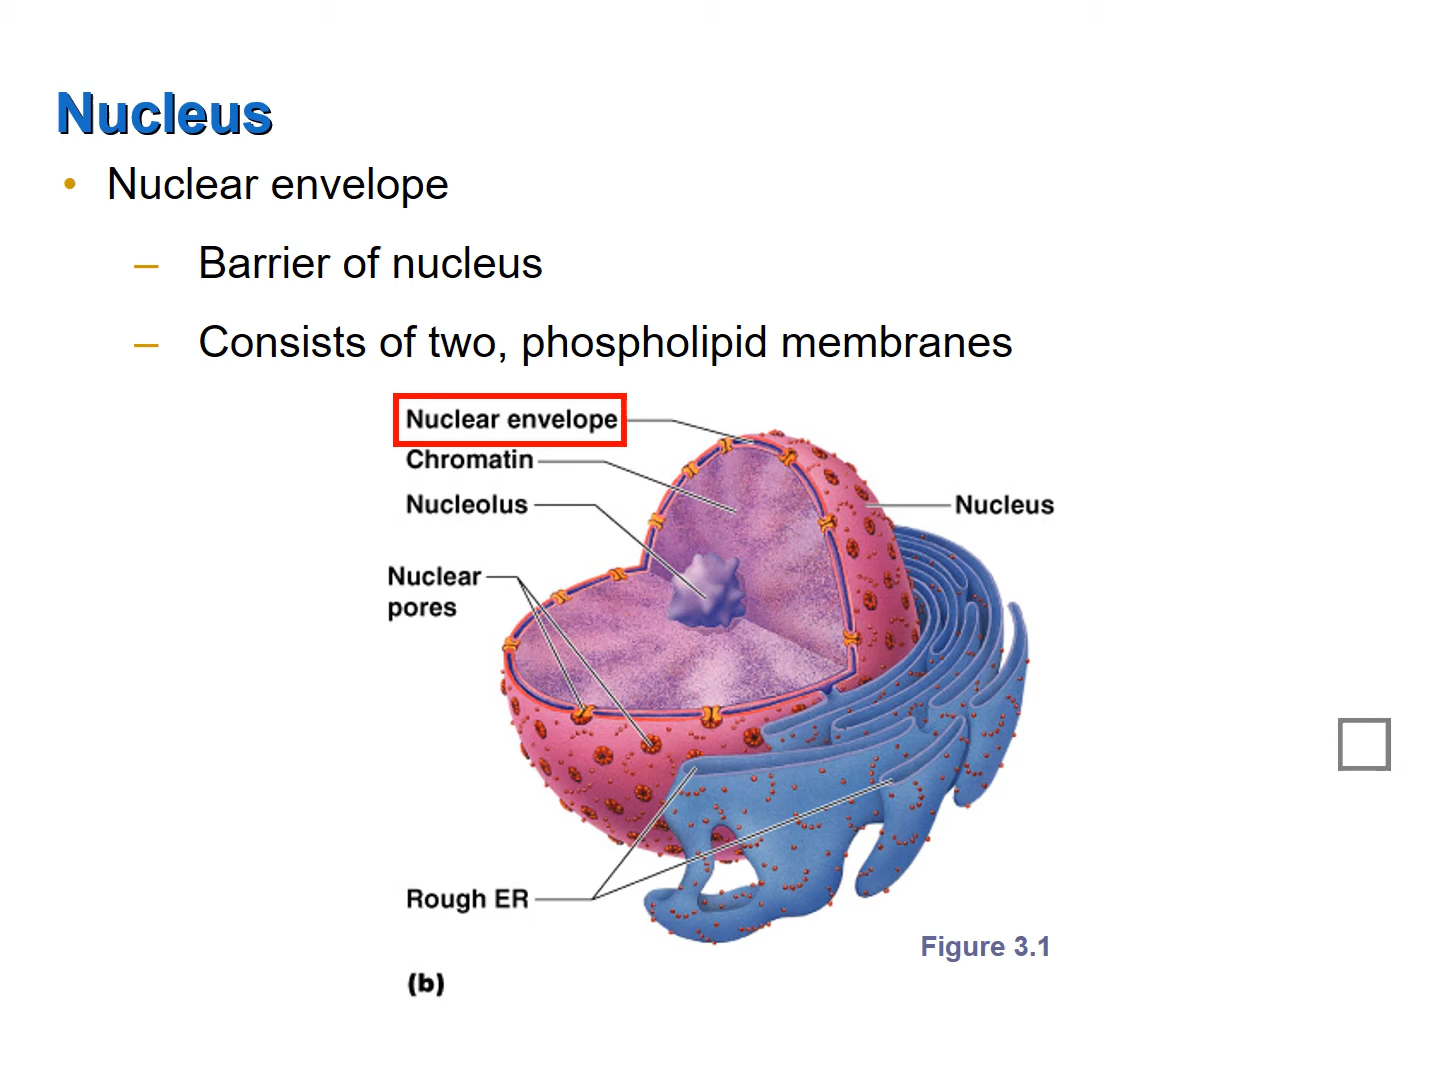 Nucleus
• Nuclear envelope
– Barrier of nucleus
– Consists of two, phospholipid membranes
Nuclear envelope
Chromatin
Nucleolus
Nucleus
Nuclear
pores
Rough ER
Figure 3.1
(b)